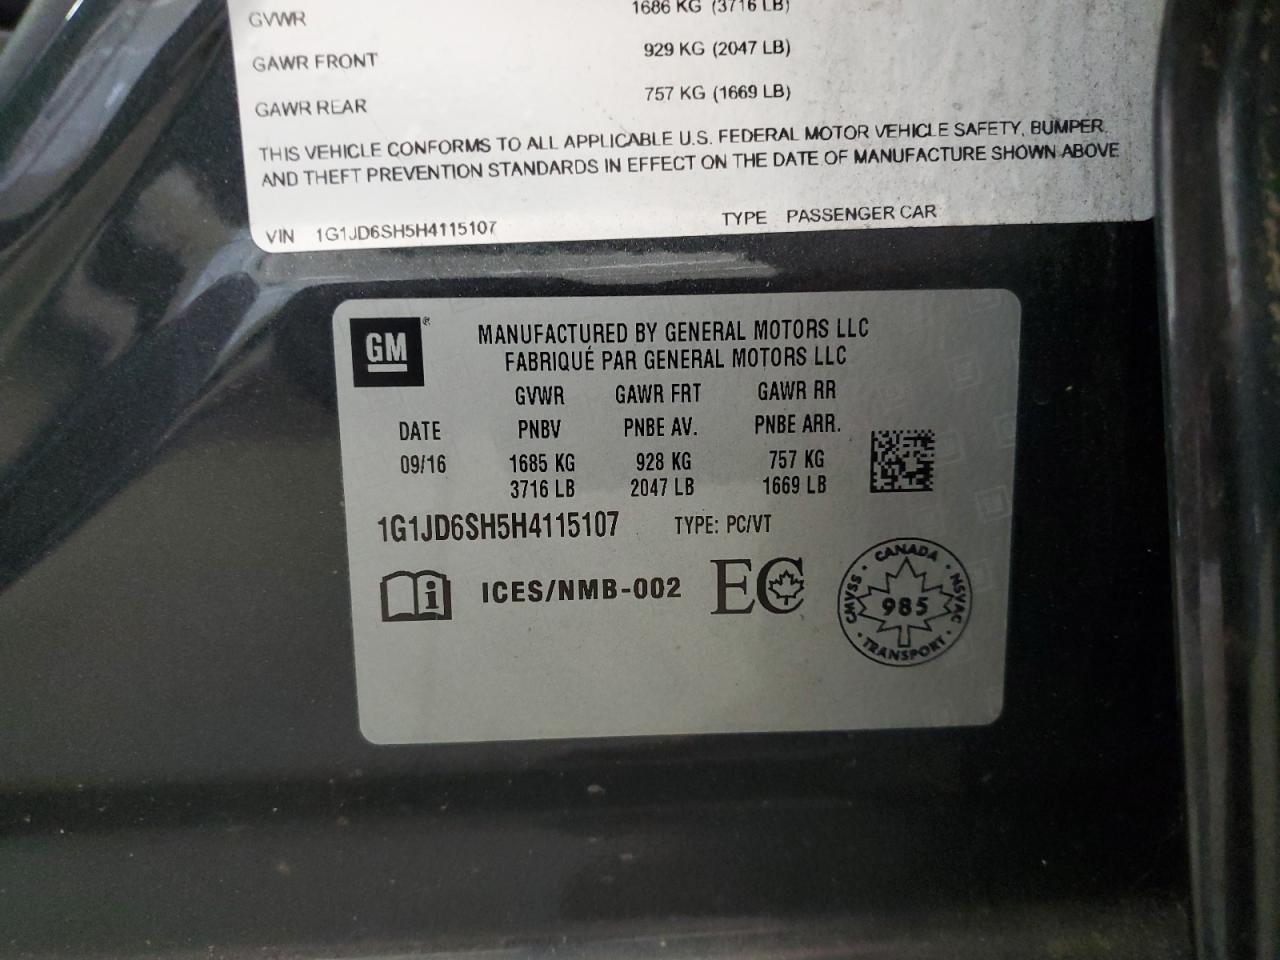 GVWR 1686 KG (3716 LB)
GAWR FRONT 929 KG (2047 LB)
GAWR REAR 757 KG (1669 LB)
THIS VEHICLE CONFORMS TO ALL APPLICABLE U.S. FEDERAL MOTOR VEHICLE SAFETY, BUMPER,
AND THEFT PREVENTION STANDARDS IN EFFECT ON THE DATE OF MANUFACTURE SHOWN ABOVE
VIN 1G1JD6SH5H4115107 TYPE PASSENGER CAR
GM ®
MANUFACTURED BY GENERAL MOTORS LLC
FABRIQUÉ PAR GENERAL MOTORS LLC
GVWR GAWR FRT GAWR RR
DATE PNBV PNBE AV. PNBE ARR.
09/16 1685 KG 928 KG 757 KG
3716 LB 2047 LB 1669 LB
1G1JD6SH5H4115107 TYPE: PC/VT
i ICES/NMB-002 EC
CANADA
CMVSS 985 NSVAC
TRANSPORT